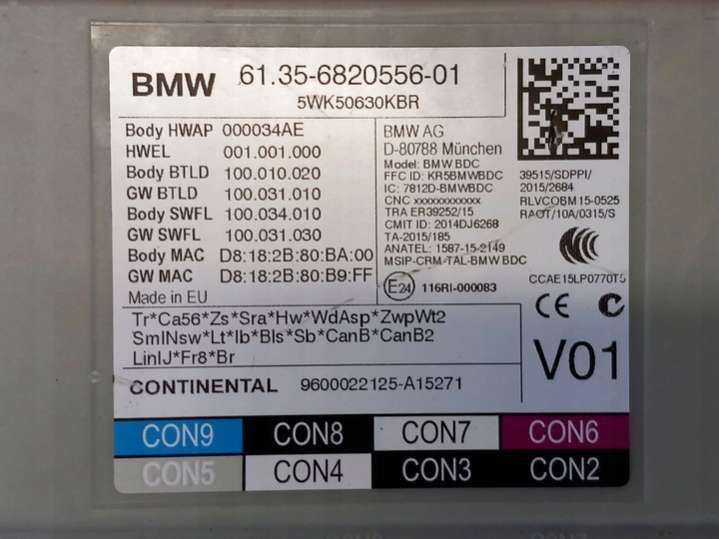 BMW 61.35-6820556-01
5WK50630KBR
Body HWAP 000034AE
HWEL 001.001.000
Body BTLD 100.010.020
GW BTLD 100.031.010
Body SWFL 100.034.010
GW SWFL 100.031.030
Body MAC D8:18:2B:80:BA:00
GW MAC D8:18:2B:80:B9:FF
Made in EU
BMW AG
D-80788 München
Model: BMW BDC
FFC ID: KR5BMWBDC
IC: 7812D-BMWBDC
CNC xxxxxxxxxxxx
TRA ER39252/15
CMIT ID: 2014DJ6268
TA-2015/185
ANATEL: 1587-15-2149
MSIP-CRM-TAL-BMW BDC
E24 116RI-000083
39515/SDPPI/
2015/2684
RLVCOBM15-0525
RAQT/10A/0315/S
CCAE15LP0770T5
CE
Tr*Ca56*Zs*Sra*Hw*WdAsp*ZwpWt2
SmlNsw*Lt*Ib*Bls*Sb*CanB*CanB2
LinIJ*Fr8*Br
V01
CONTINENTAL 9600022125-A15271
CON9 CON8 CON7 CON6
CON5 CON4 CON3 CON2